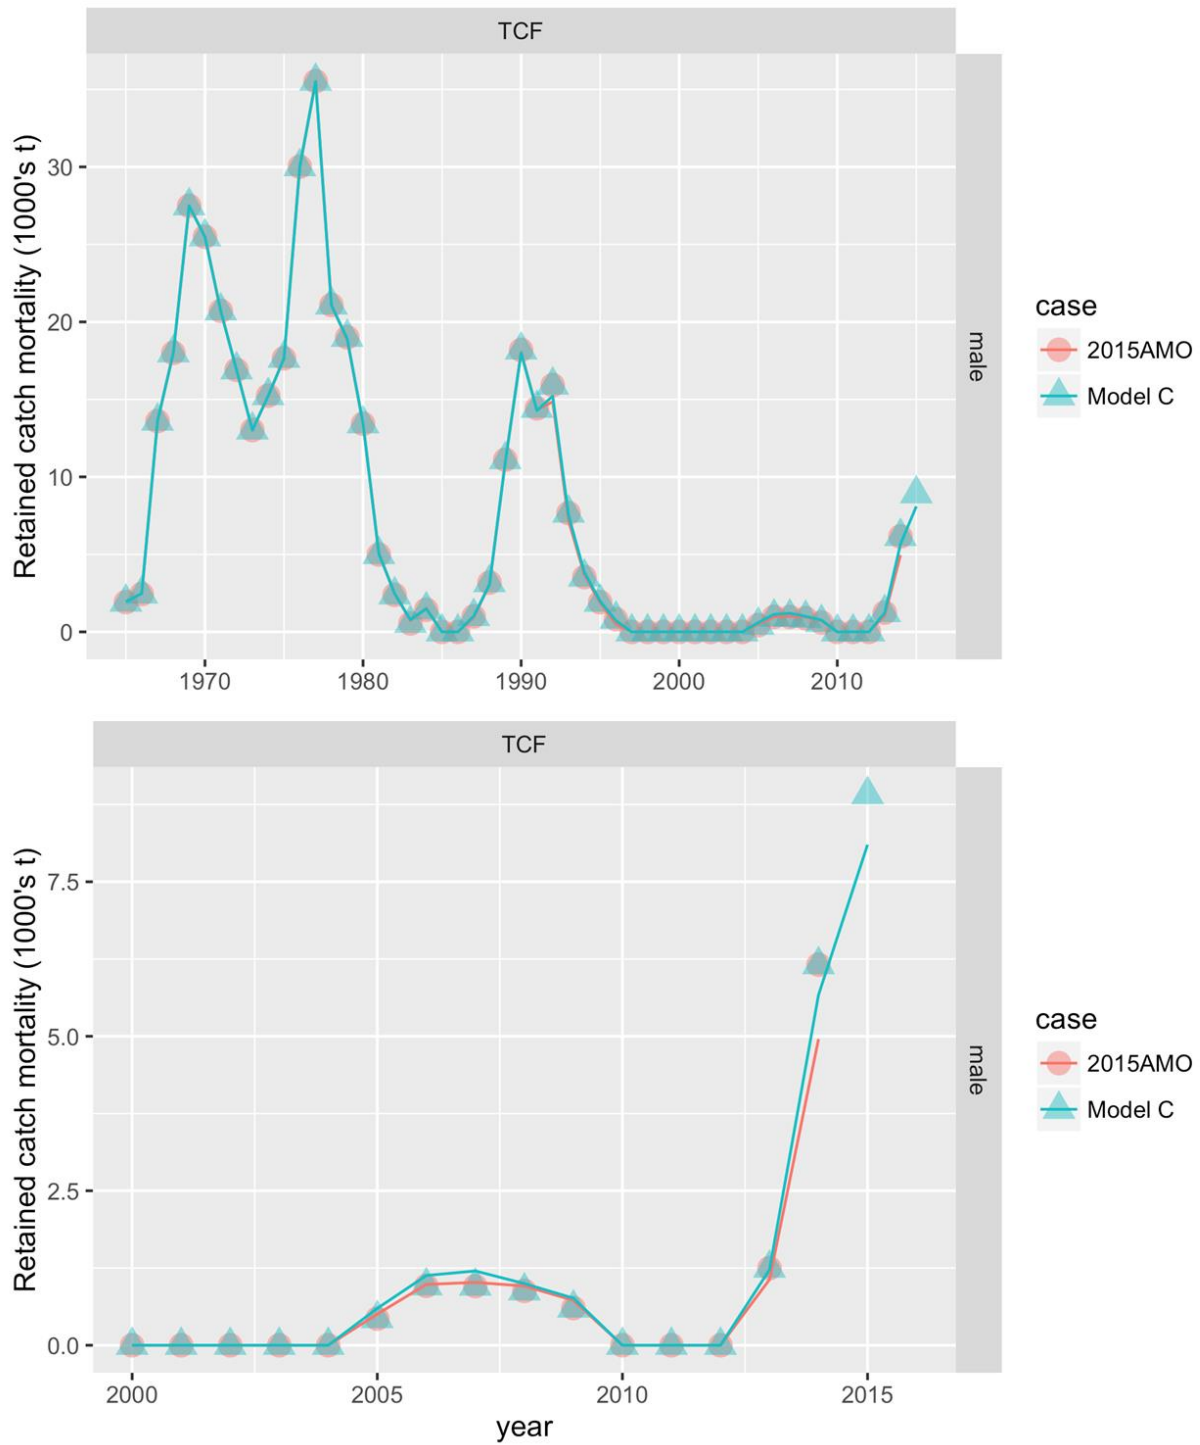 TCF
Retained catch mortality (1000's t)
30
20
10
0
1970
1980
1990
2000
2010
male
case
2015AMO
Model C
TCF
Retained catch mortality (1000's t)
7.5
5.0
2.5
0.0
2000
2005
2010
2015
year
male
case
2015AMO
Model C